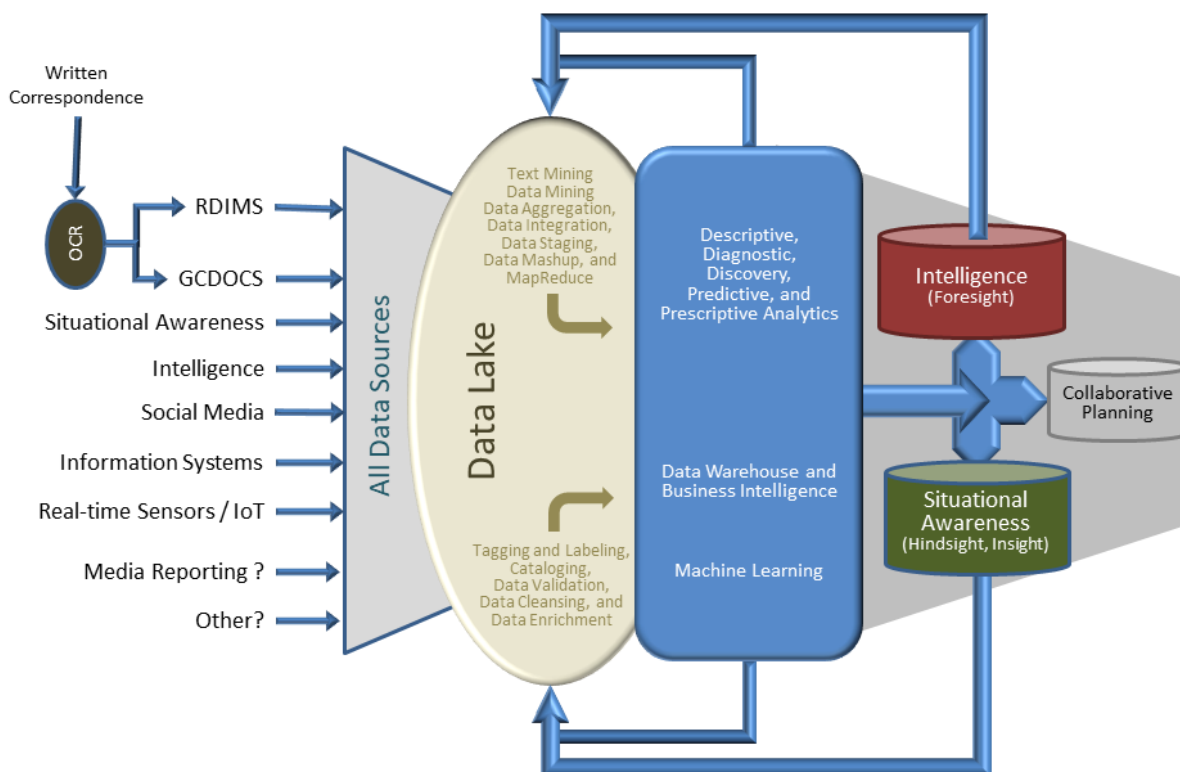 Written
Correspondence
OCR
RDIMS
GCDOCS
Situational Awareness
Intelligence
Social Media
Information Systems
Real-time Sensors / IoT
Media Reporting ?
Other?
All Data Sources
Data Lake
Text Mining
Data Mining
Data Aggregation,
Data Integration,
Data Staging,
Data Mashup, and
MapReduce
Tagging and Labeling,
Cataloging,
Data Validation,
Data Cleansing, and
Data Enrichment
Descriptive,
Diagnostic,
Discovery,
Predictive, and
Prescriptive Analytics
Data Warehouse and
Business Intelligence
Machine Learning
Intelligence
(Foresight)
Collaborative
Planning
Situational
Awareness
(Hindsight, Insight)